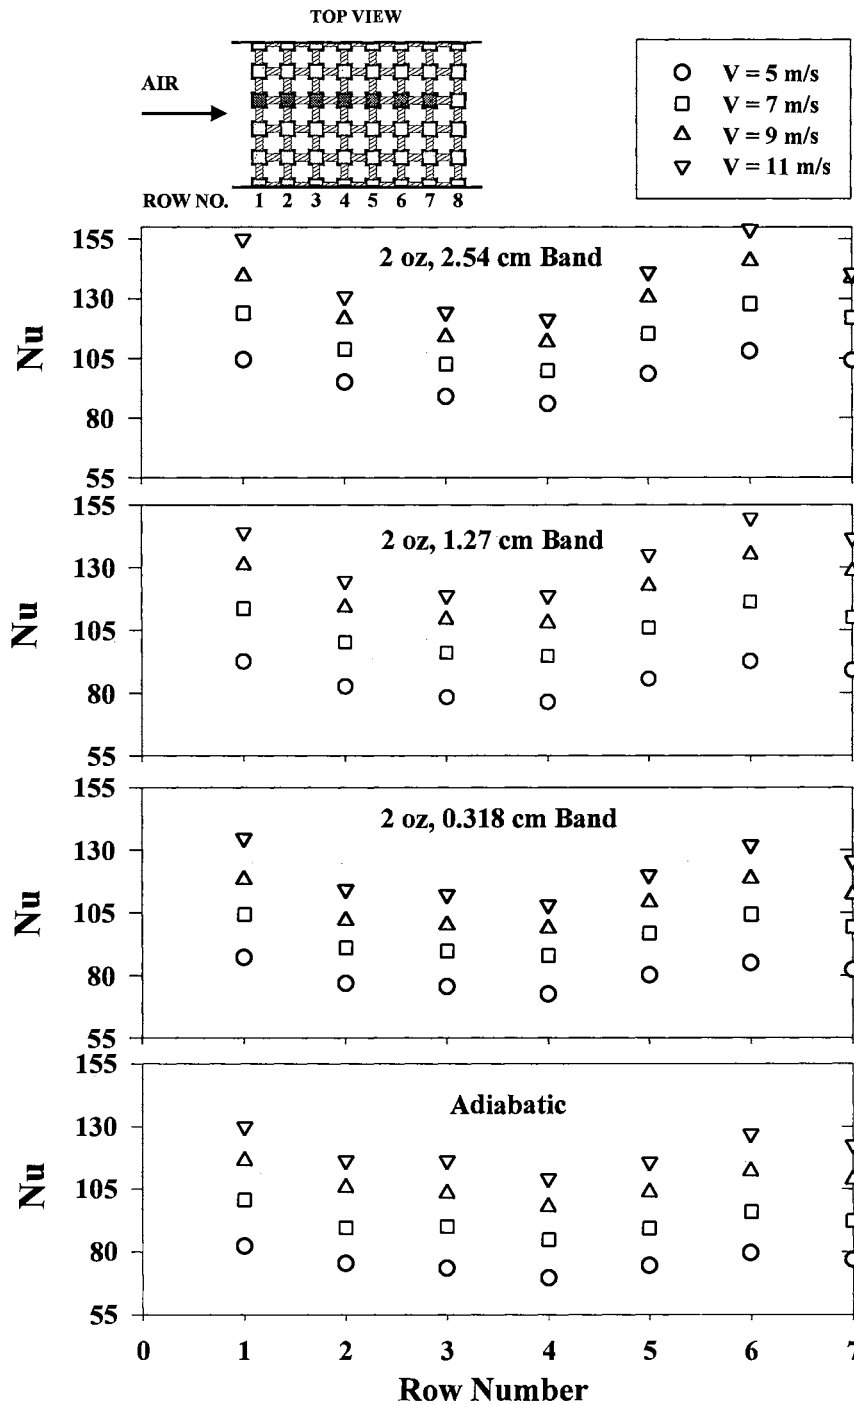 TOP VIEW
AIR
ROW NO. 1 2 3 4 5 6 7 8
V = 5 m/s
V = 7 m/s
V = 9 m/s
V = 11 m/s
2 oz, 2.54 cm Band
Nu
155
130
105
80
55
2 oz, 1.27 cm Band
Nu
155
130
105
80
55
2 oz, 0.318 cm Band
Nu
155
130
105
80
55
Adiabatic
Nu
155
130
105
80
55
0 1 2 3 4 5 6 7
Row Number